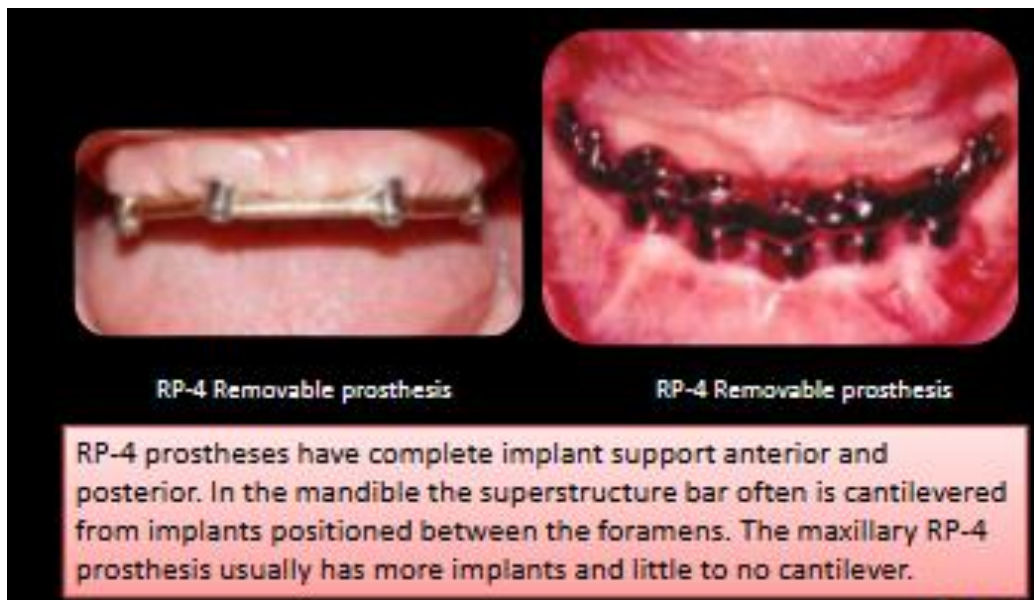 RP-4 Removable prosthesis
RP-4 Removable prosthesis
RP-4 prostheses have complete implant support anterior and
posterior. In the mandible the superstructure bar often is cantilevered
from implants positioned between the foramens. The maxillary RP-4
prosthesis usually has more implants and little to no cantilever.